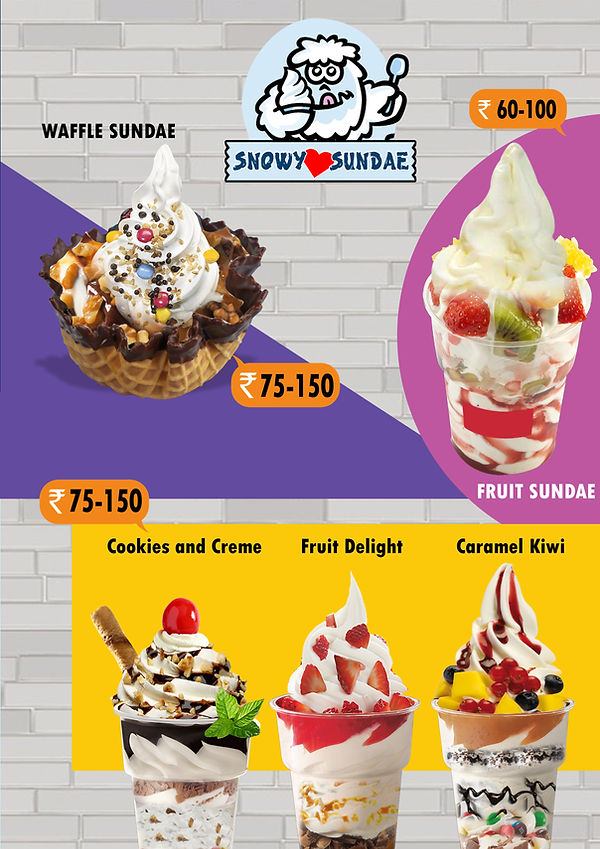 SNOWY SUNDAE
WAFFLE SUNDAE
₹ 60-100
₹ 75-150
FRUIT SUNDAE
₹ 75-150
Cookies and Creme
Fruit Delight
Caramel Kiwi